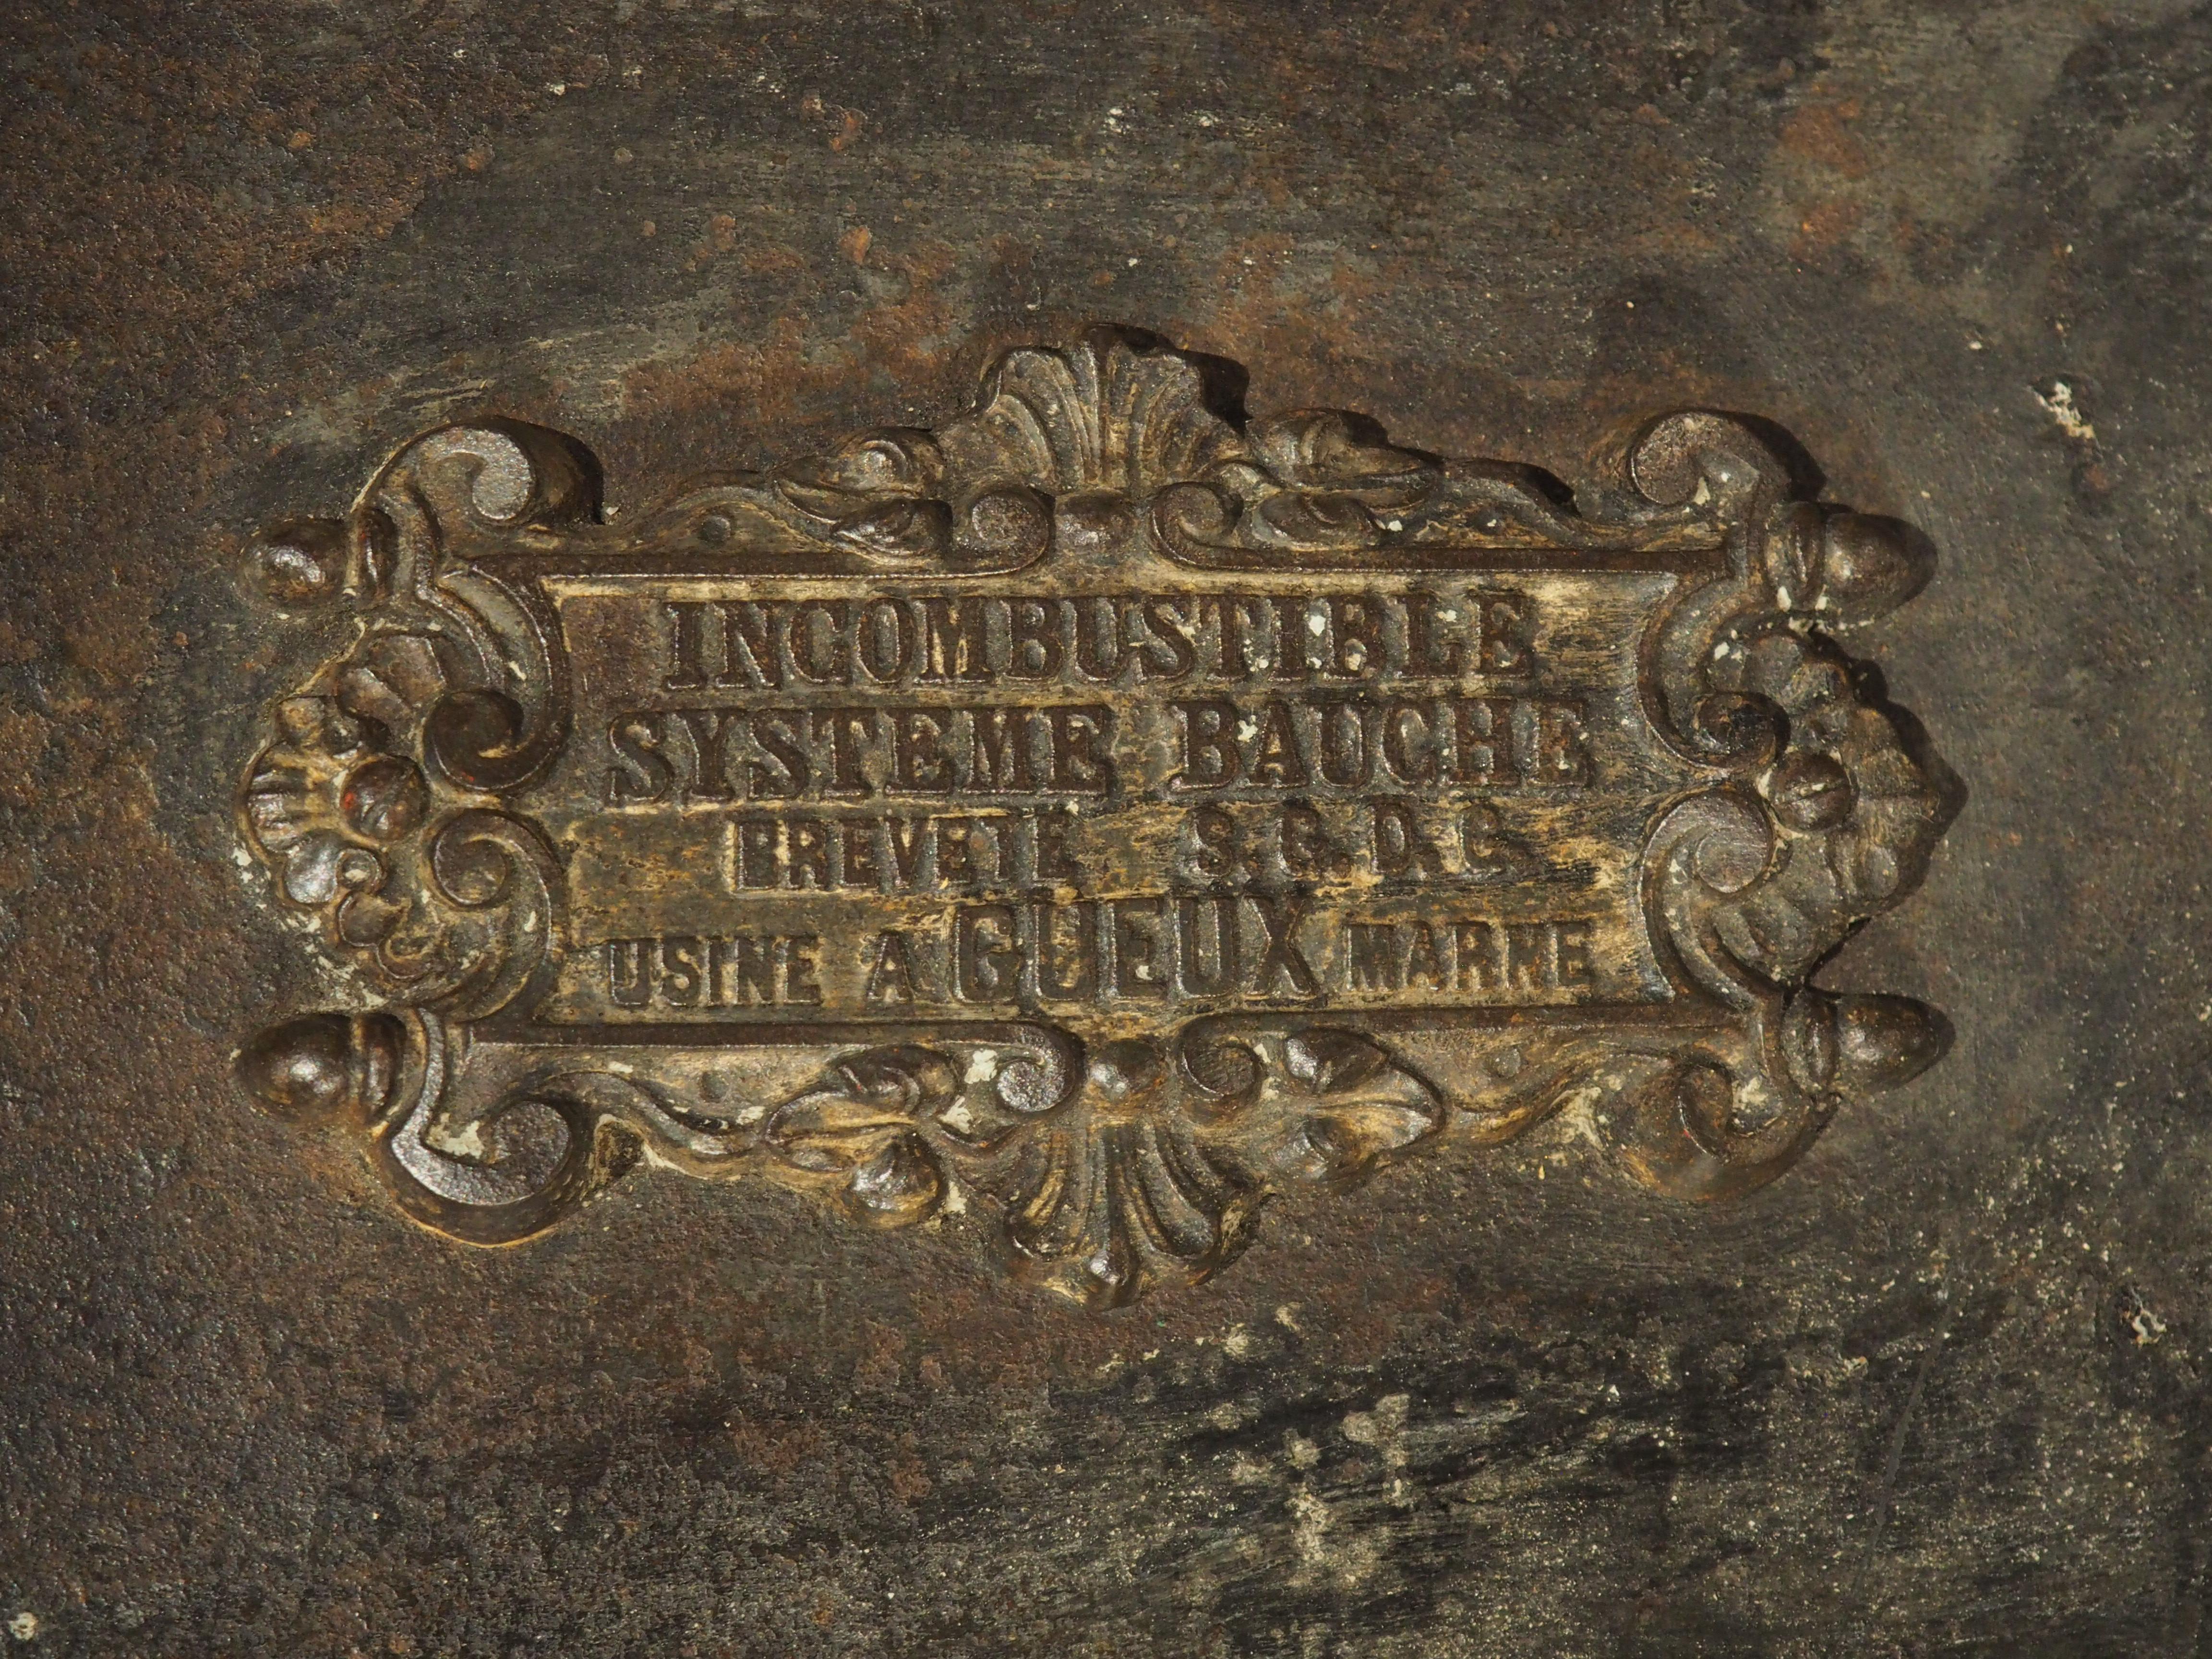 INCOMBUSTIBLE
SYSTEME BAUCHE
BREVETE S.G.D.G.
USINE A GUEUX MARNE